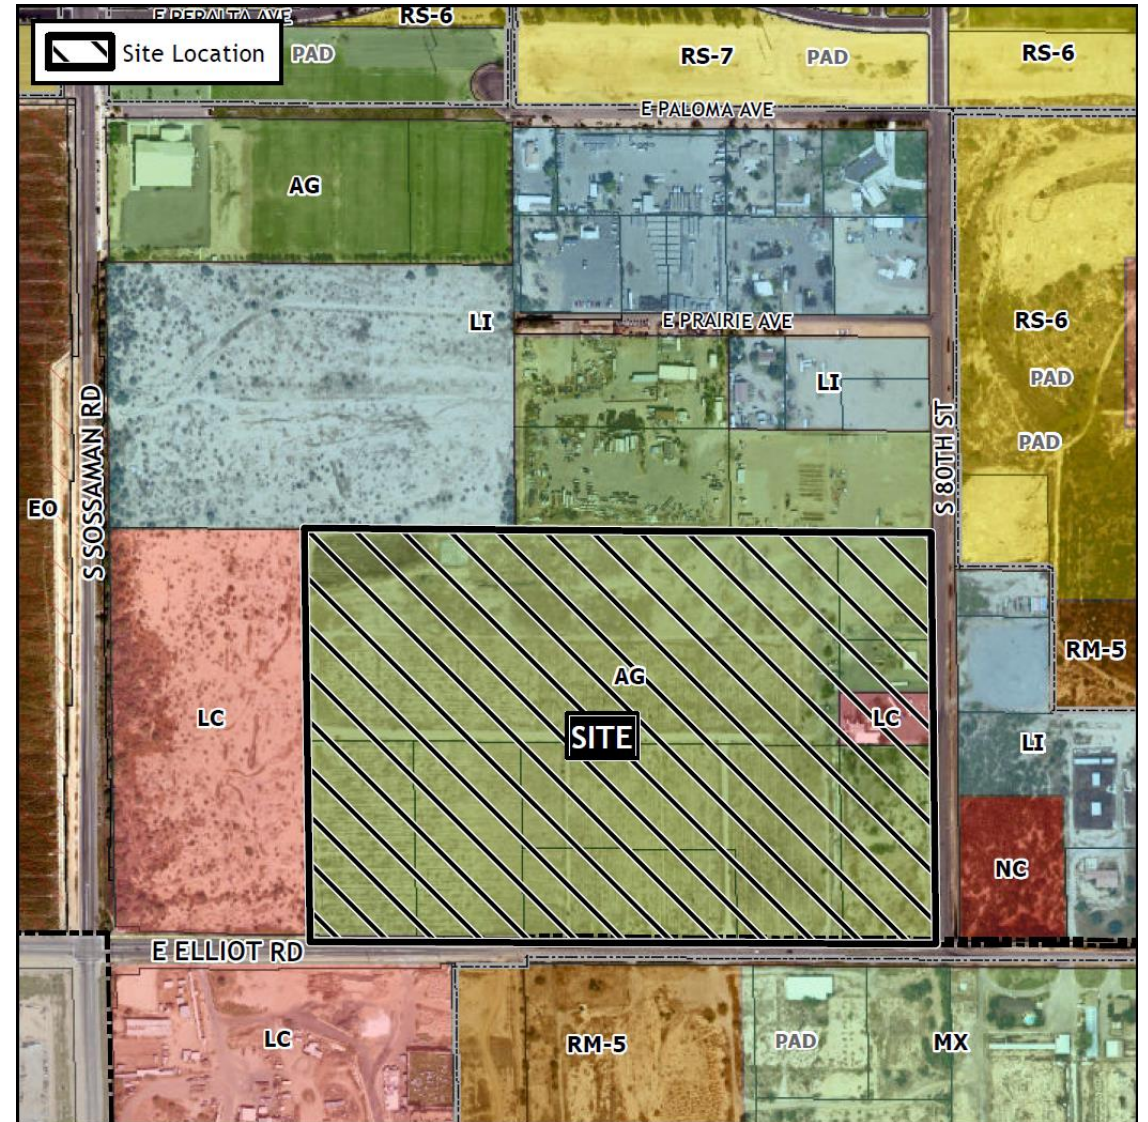 E PERALTA AVE
RS-6
Site Location
PAD
RS-7
PAD
RS-6
E PALOMA AVE
AG
LI
E PRAIRIE AVE
RS-6
PAD
LI
S SOSSAMAN RD
S 80TH ST
PAD
EO
AG
RM-5
LC
LC
SITE
LI
NC
E ELLIOT RD
LC
RM-5
PAD
MX